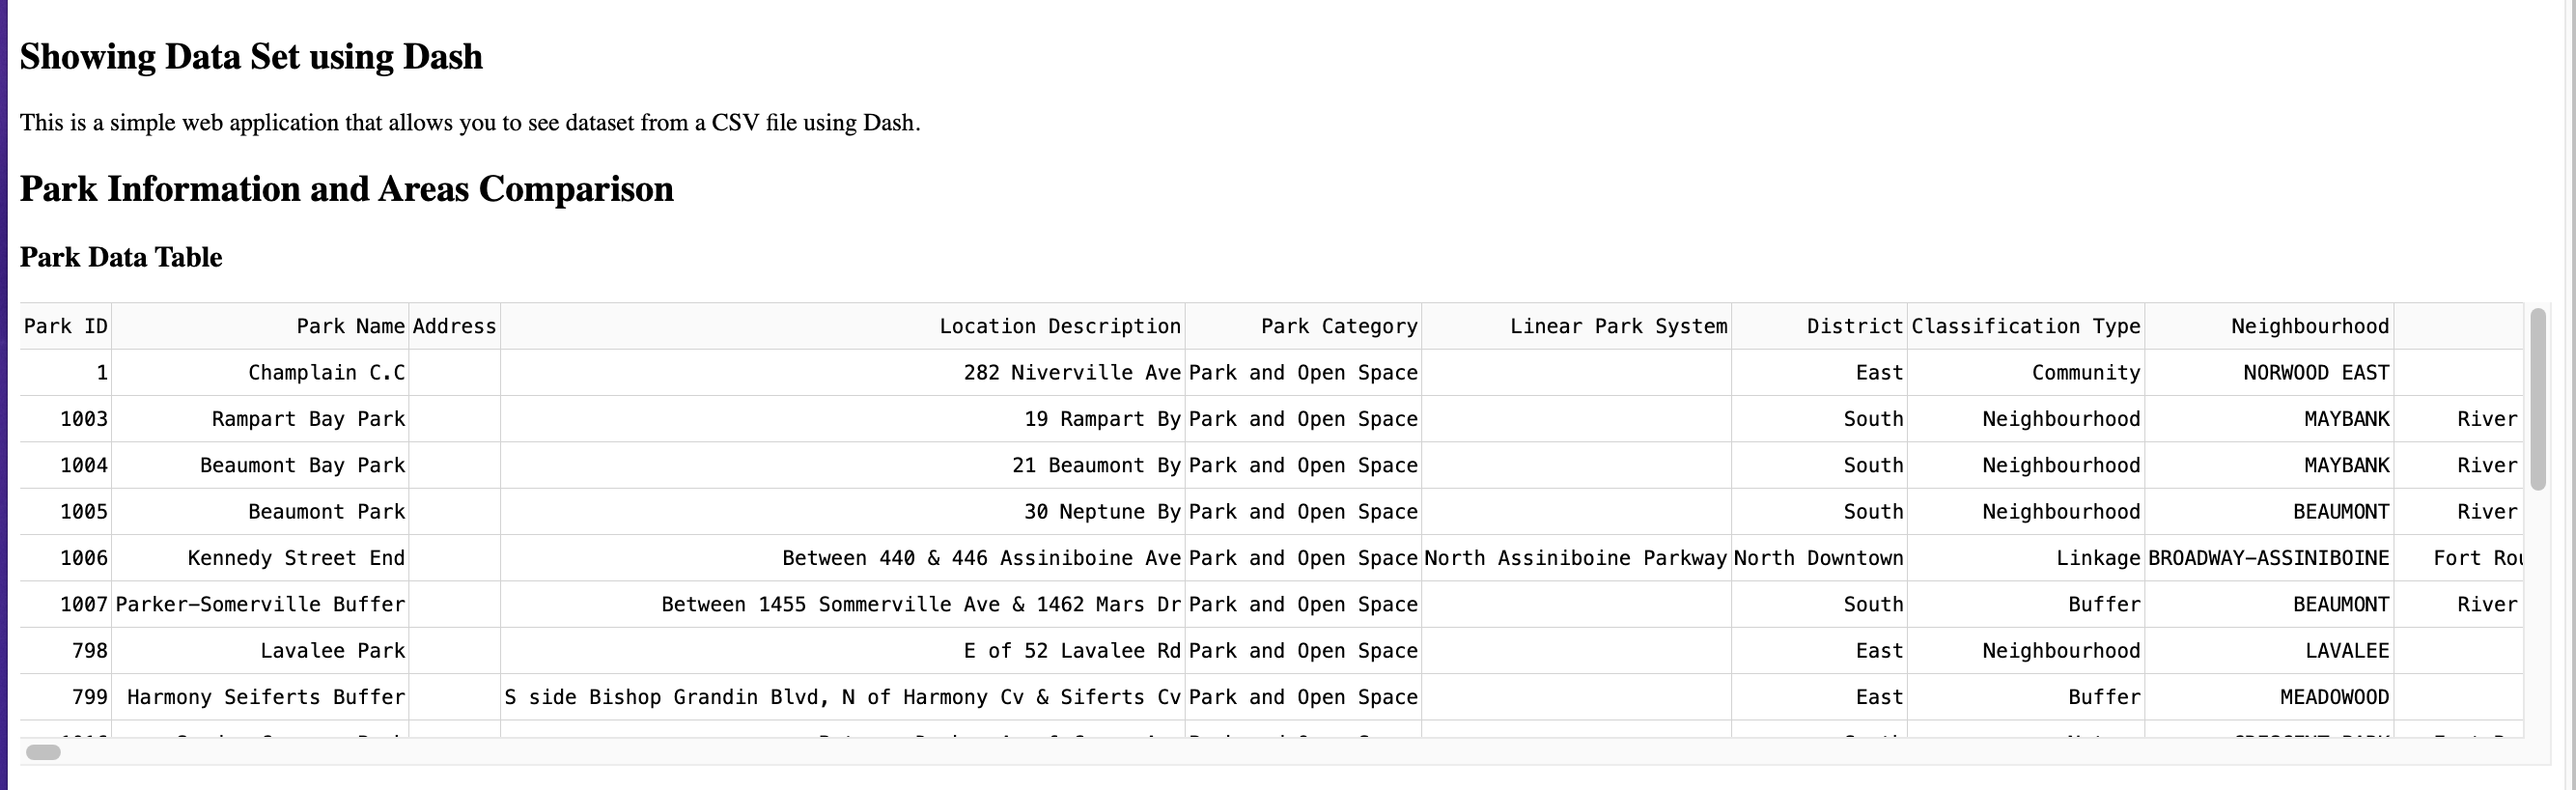 Showing Data Set using Dash
This is a simple web application that allows you to see dataset from a CSV file using Dash.
Park Information and Areas Comparison
Park Data Table
Park ID Park Name Address Location Description Park Category Linear Park System District Classification Type Neighbourhood
1 Champlain C.C 282 Niverville Ave Park and Open Space East Community NORWOOD EAST
1003 Rampart Bay Park 19 Rampart By Park and Open Space South Neighbourhood MAYBANK River
1004 Beaumont Bay Park 21 Beaumont By Park and Open Space South Neighbourhood MAYBANK River
1005 Beaumont Park 30 Neptune By Park and Open Space South Neighbourhood BEAUMONT River
1006 Kennedy Street End Between 440 & 446 Assiniboine Ave Park and Open Space North Assiniboine Parkway North Downtown Linkage BROADWAY-ASSINIBOINE Fort
1007 Parker-Somerville Buffer Between 1455 Sommerville Ave & 1462 Mars Dr Park and Open Space South Buffer BEAUMONT River
798 Lavalee Park E of 52 Lavalee Rd Park and Open Space East Neighbourhood LAVALEE
799 Harmony Seiferts Buffer S side Bishop Grandin Blvd, N of Harmony Cv & Siferts Cv Park and Open Space East Buffer MEADOWOOD